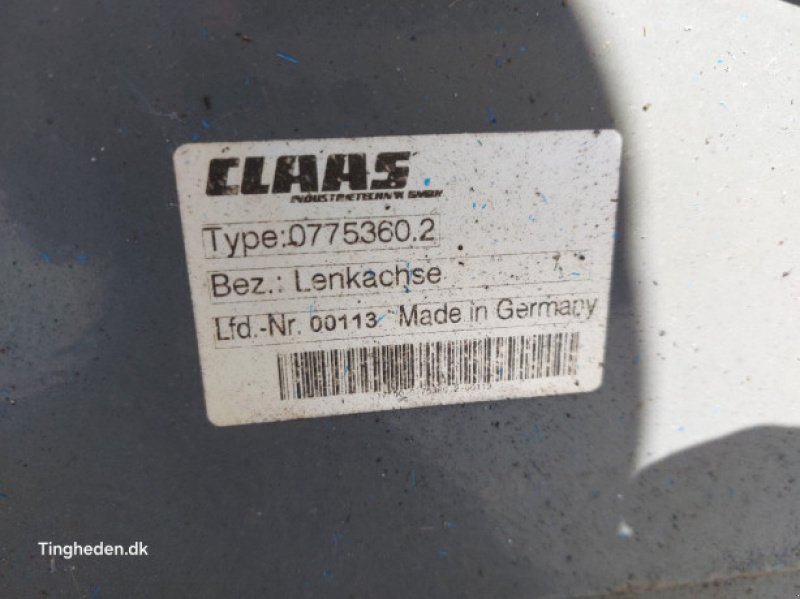 CLAAS
INDUSTRIETECHNIK GMBH
Type:0775360.2
Bez.: Lenkachse
Lfd.-Nr. 00113 Made in Germany
Tingheden.dk